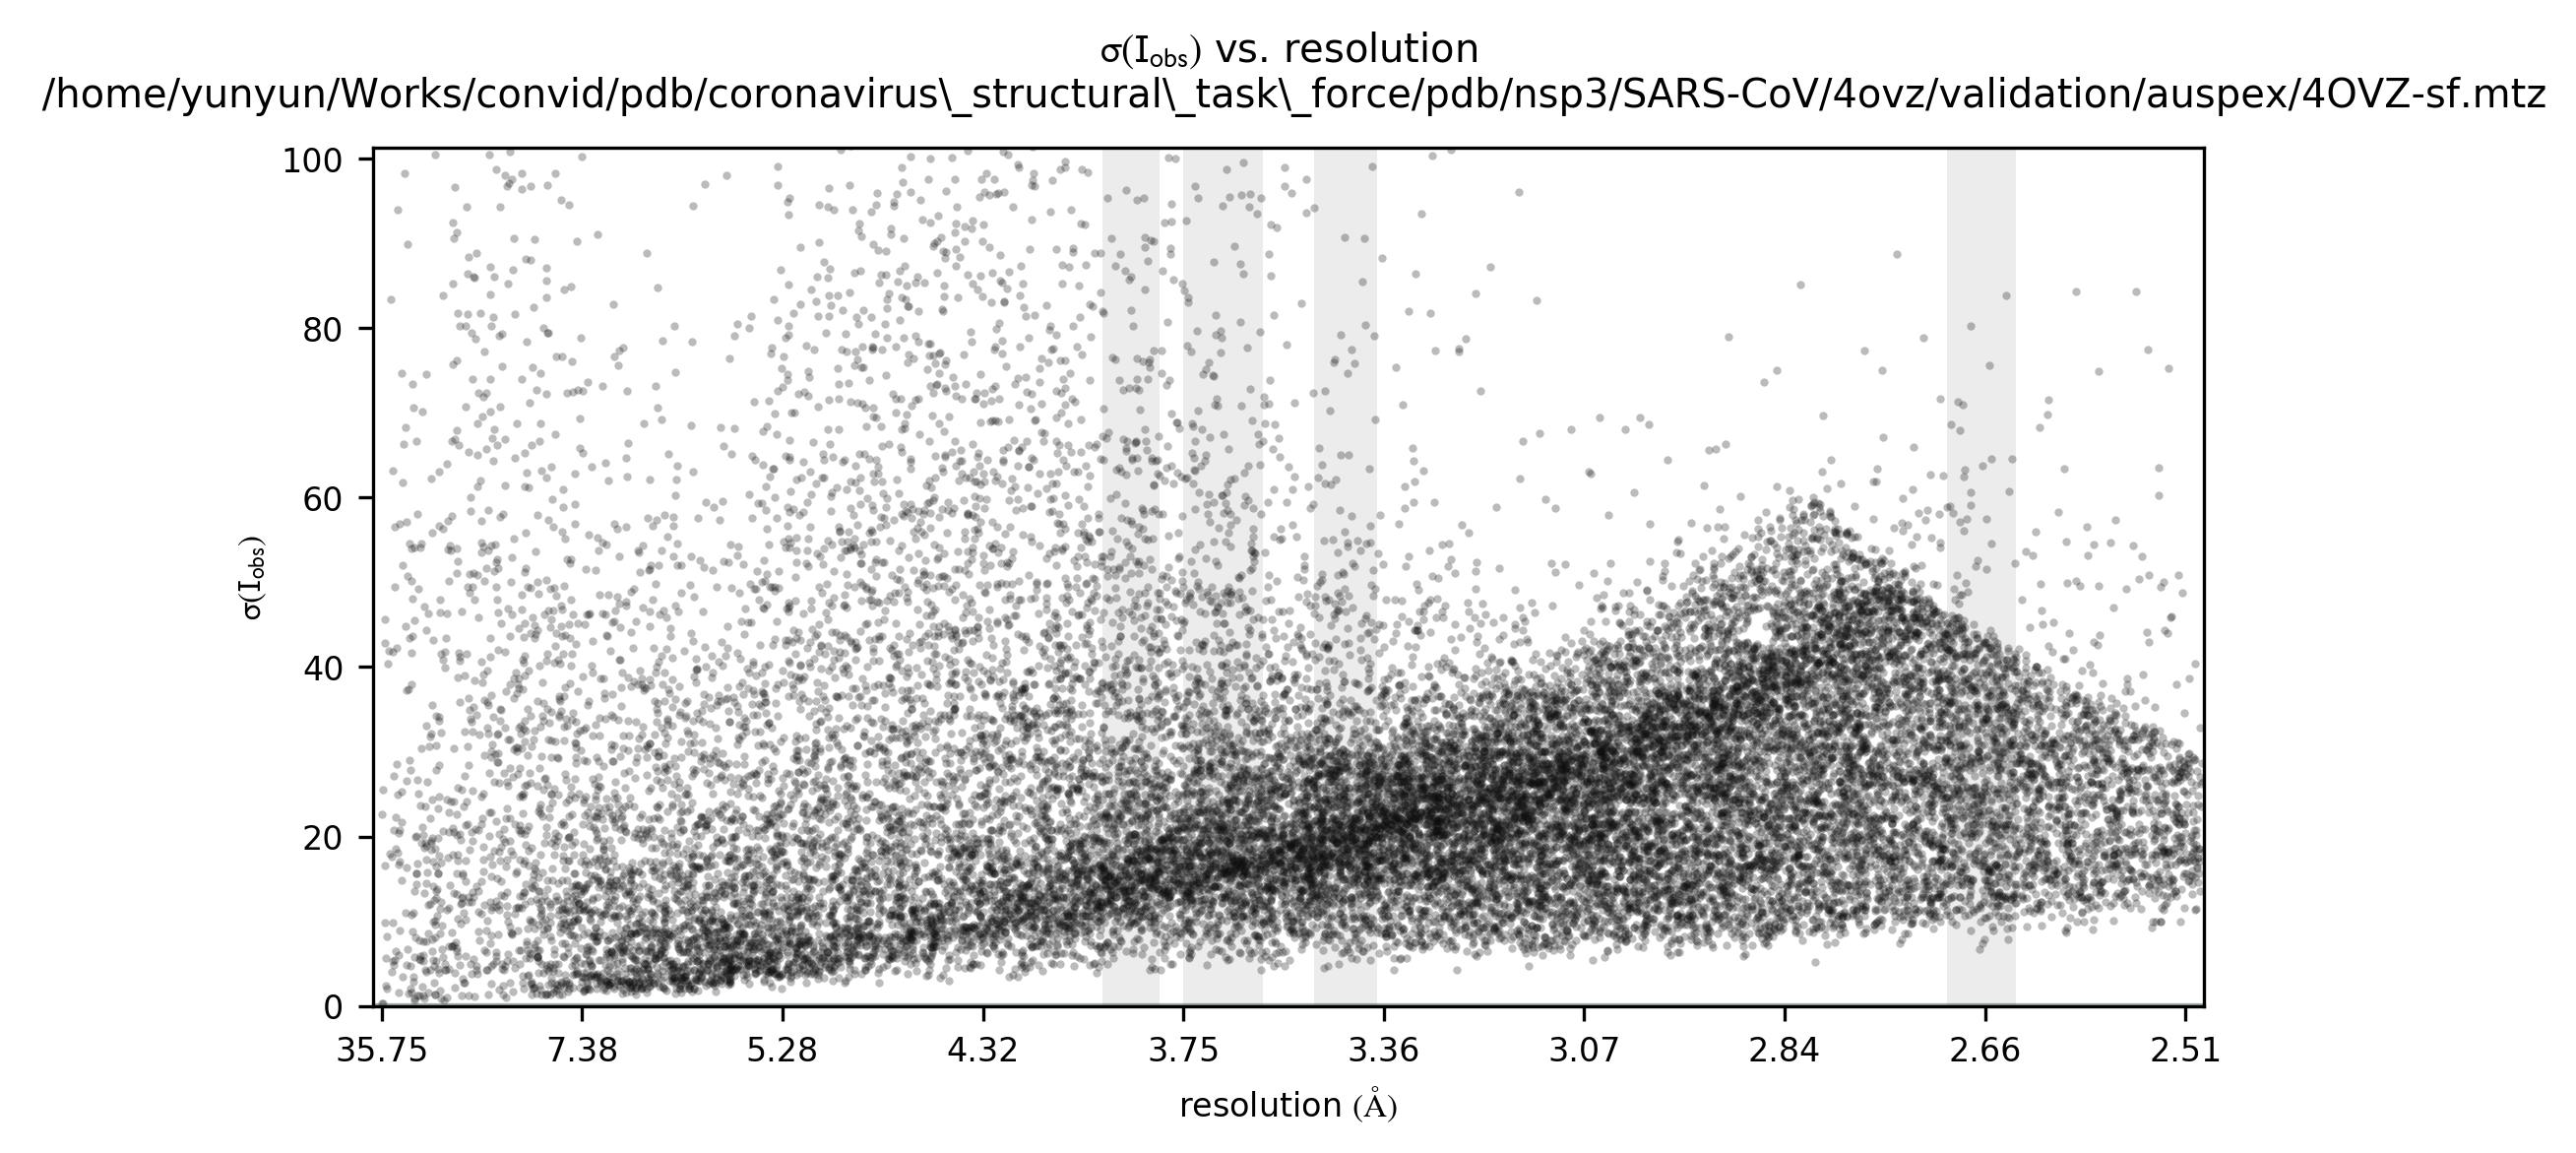 σ(I_obs) vs. resolution
/home/yunyun/Works/convid/pdb/coronavirus\_structural\_task\_force/pdb/nsp3/SARS-CoV/4ovz/validation/auspex/4OVZ-sf.mtz
100
80
60
40
20
0
σ(I_obs)
35.75 7.38 5.28 4.32 3.75 3.36 3.07 2.84 2.66 2.51
resolution (Å)